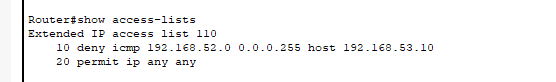 Router#show access-lists
Extended IP access list 110
10 deny icmp 192.168.52.0 0.0.0.255 host 192.168.53.10
20 permit ip any any